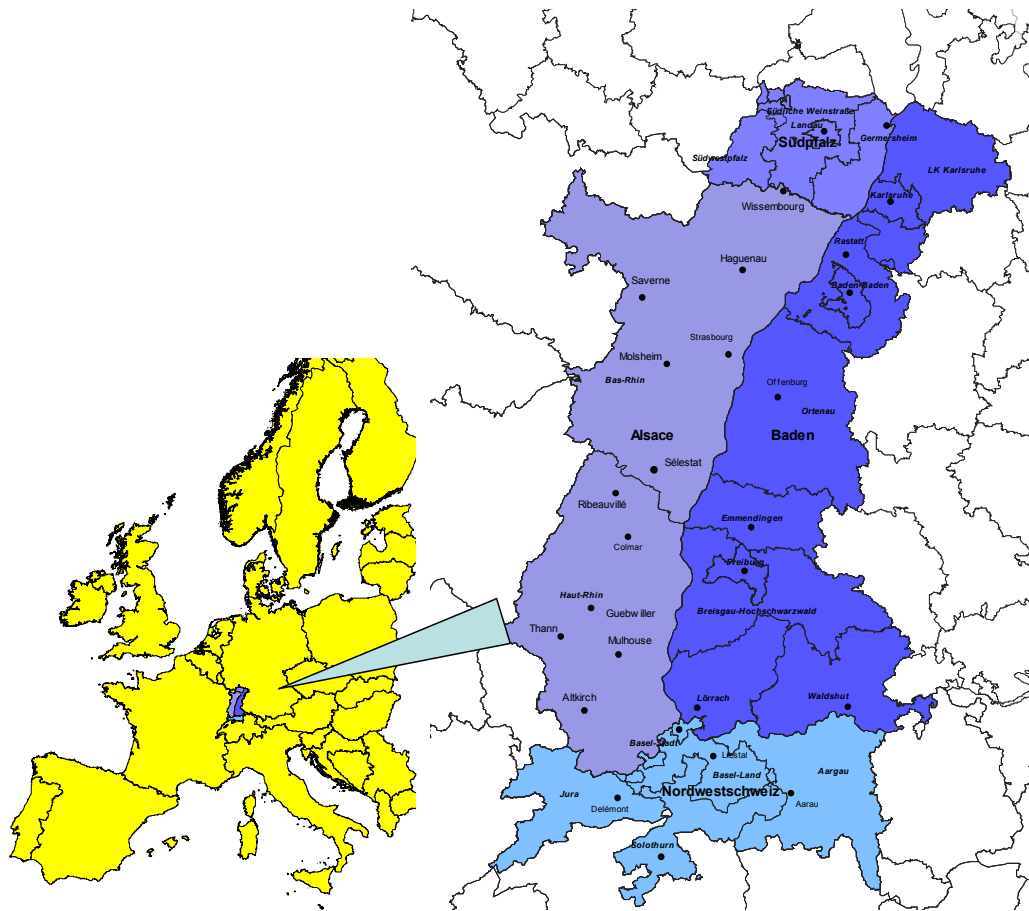 Südliche Weinstraße
Landau
Germersheim
Südpfalz
Südwestpfalz
LK Karlsruhe
Karlsruhe
Wissembourg
Rastatt
Haguenau
Saverne
Baden-Baden
Strasbourg
Molsheim
Bas-Rhin
Offenburg
Ortenau
Alsace
Baden
Sélestat
Ribeauvillé
Emmendingen
Colmar
Freiburg
Haut-Rhin
Guebwiller
Breisgau-Hochschwarzwald
Thann
Mulhouse
Altkirch
Lörrach
Waldshut
Basel-Stadt
Liestal
Basel-Land
Aargau
Jura
Nordwestschweiz
Delémont
Aarau
Solothurn